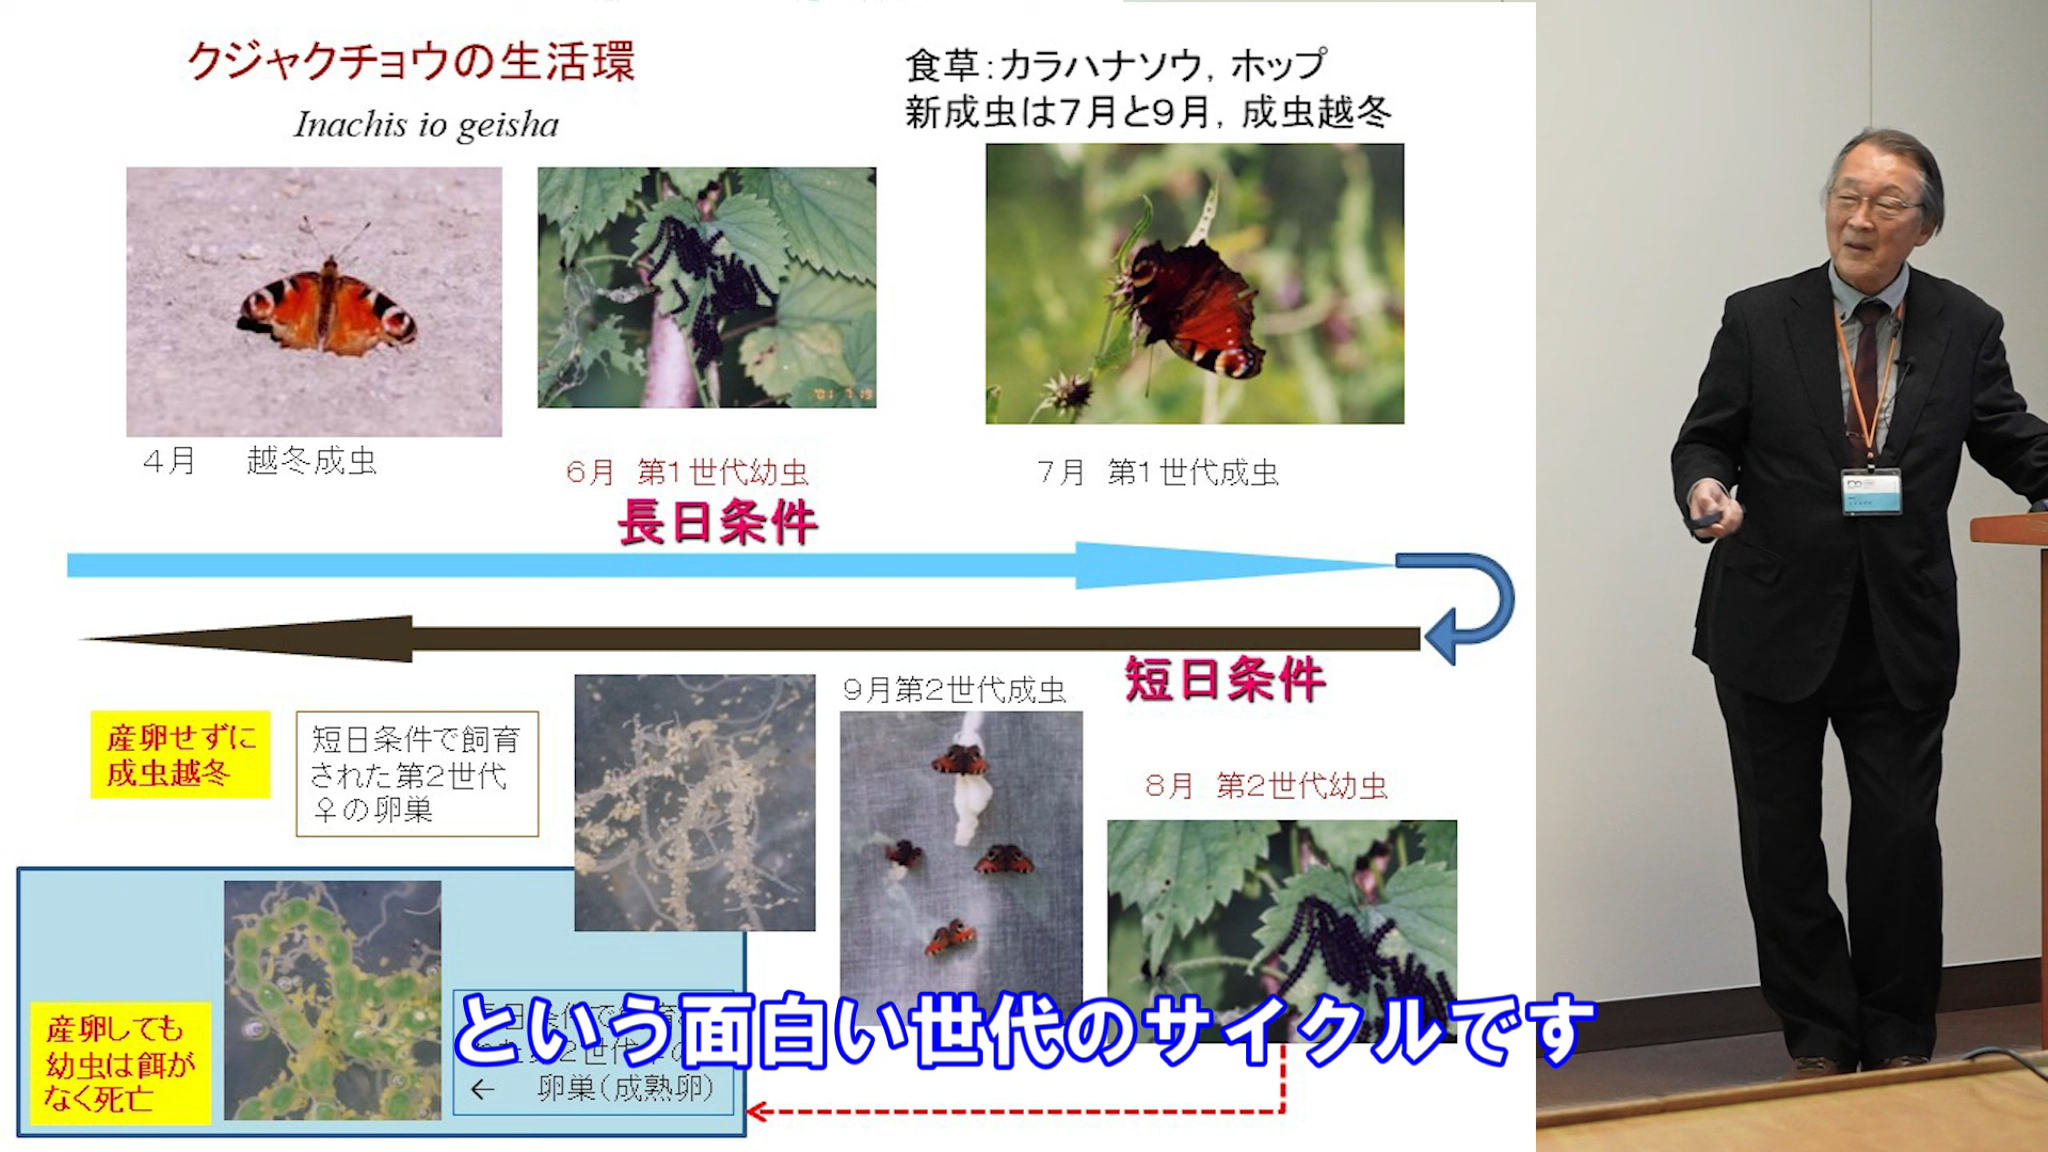 クジャクチョウの生活環
Inachis io geisha
食草：カラハナソウ，ホップ
新成虫は７月と９月，成虫越冬
４月 越冬成虫
６月 第１世代幼虫
７月 第１世代成虫
長日条件
短日条件
９月第２世代成虫
８月 第２世代幼虫
産卵せずに
成虫越冬
短日条件で飼育
された第２世代
♀の卵巣
産卵しても
幼虫は餌が
なく死亡
← 卵巣（成熟卵）
という面白い世代のサイクルです